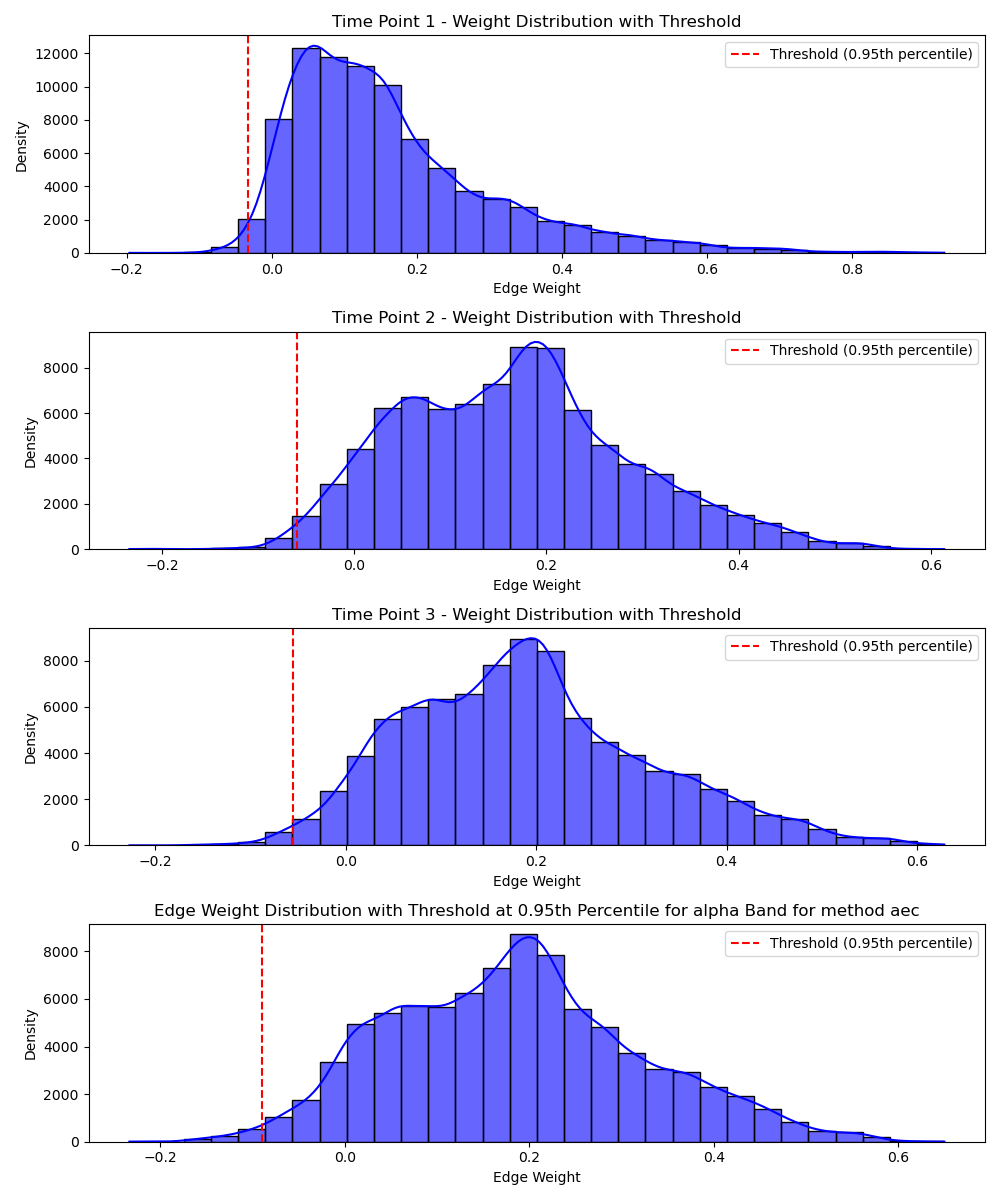 Time Point 1 - Weight Distribution with Threshold
Threshold (0.95th percentile)
Density
12000
10000
8000
6000
4000
2000
0
−0.2 0.0 0.2 0.4 0.6 0.8
Edge Weight
Time Point 2 - Weight Distribution with Threshold
Threshold (0.95th percentile)
Density
8000
6000
4000
2000
0
−0.2 0.0 0.2 0.4 0.6
Edge Weight
Time Point 3 - Weight Distribution with Threshold
Threshold (0.95th percentile)
Density
8000
6000
4000
2000
0
−0.2 0.0 0.2 0.4 0.6
Edge Weight
Edge Weight Distribution with Threshold at 0.95th Percentile for alpha Band for method aec
Threshold (0.95th percentile)
Density
8000
6000
4000
2000
0
−0.2 0.0 0.2 0.4 0.6
Edge Weight